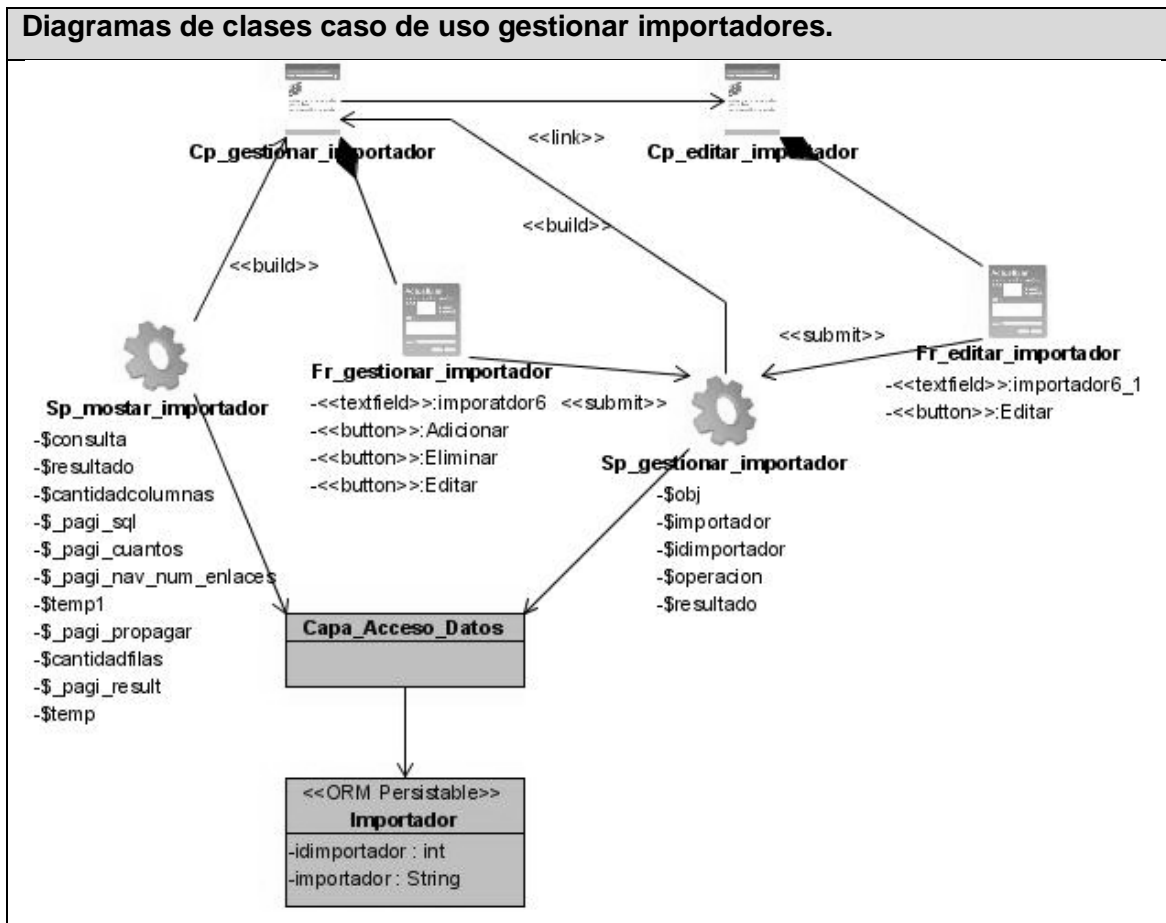 Diagramas de clases caso de uso gestionar importadores.
<<link>>
Cp_gestionar_importador
Cp_editar_importador
<<build>>
<<build>>
<<submit>>
Sp_mostar_importador
-$consulta
-$resultado
-$cantidadcolumnas
-$_pagi_sql
-$_pagi_cuantos
-$_pagi_nav_num_enlaces
-$temp1
-$_pagi_propagar
-$cantidadfilas
-$_pagi_result
-$temp
Fr_gestionar_importador
-<<textfield>>:imporatdor6
-<<button>>:Adicionar
-<<button>>:Eliminar
-<<button>>:Editar
<<submit>>
Fr_editar_importador
-<<textfield>>:importador6_1
-<<button>>:Editar
Sp_gestionar_importador
-$obj
-$importador
-$idimportador
-$operacion
-$resultado
Capa_Acceso_Datos
<<ORM Persistable>>
Importador
-idimportador : int
-importador : String